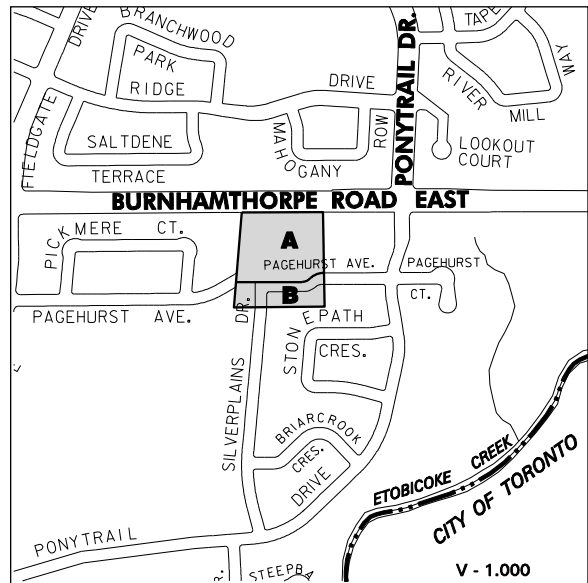 BRANCHWOOD
DRIVE
PONYTRAIL DR.
TAPE
WAY
PARK
RIDGE
DRIVE
RIVER
MILL
FIELDGATE
SALTDENE
TERRACE
MAHOGANY
ROW
LOOKOUT
COURT
BURNHAMTHORPE ROAD EAST
PICKMERE CT.
A
PAGEHURST AVE.
PAGEHURST
CT.
B
PAGEHURST AVE.
SILVERPLAINS DR.
STONEPATH
CRES.
BRIARCROOK
CRES.
DRIVE
PONYTRAIL
ETOBICOKE CREEK
CITY OF TORONTO
R.
STEEPBA
V - 1.000